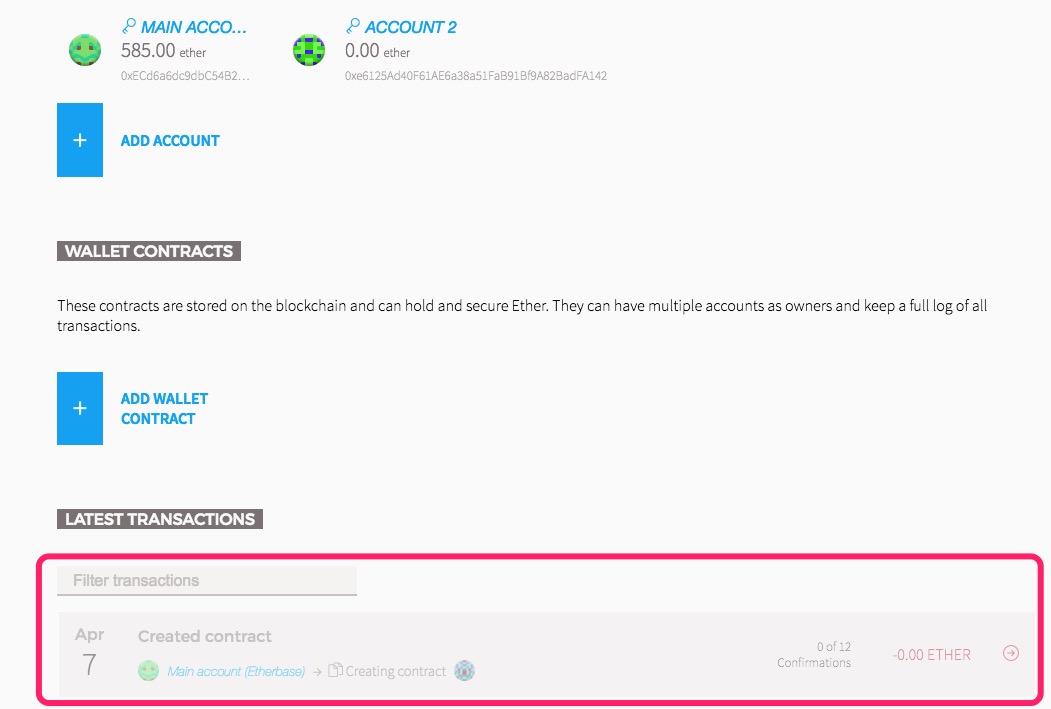 MAIN ACCO... ACCOUNT 2
585.00 ether 0.00 ether
0xECd6a6dc9dbC54B2... 0xe6125Ad40F61AE6a38a51FaB91Bf9A82BadFA142
+ ADD ACCOUNT
WALLET CONTRACTS
These contracts are stored on the blockchain and can hold and secure Ether. They can have multiple accounts as owners and keep a full log of all
transactions.
+ ADD WALLET
CONTRACT
LATEST TRANSACTIONS
Filter transactions
Apr
7
Created contract
Main account (Etherbase) → Creating contract
0 of 12
Confirmations
-0.00 ETHER